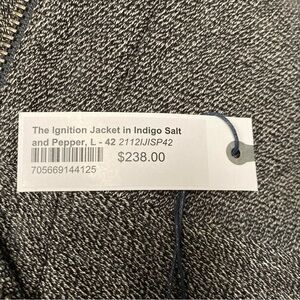 The Ignition Jacket in Indigo Salt
and Pepper, L - 42 2112IJISP42
$238.00
705669144125